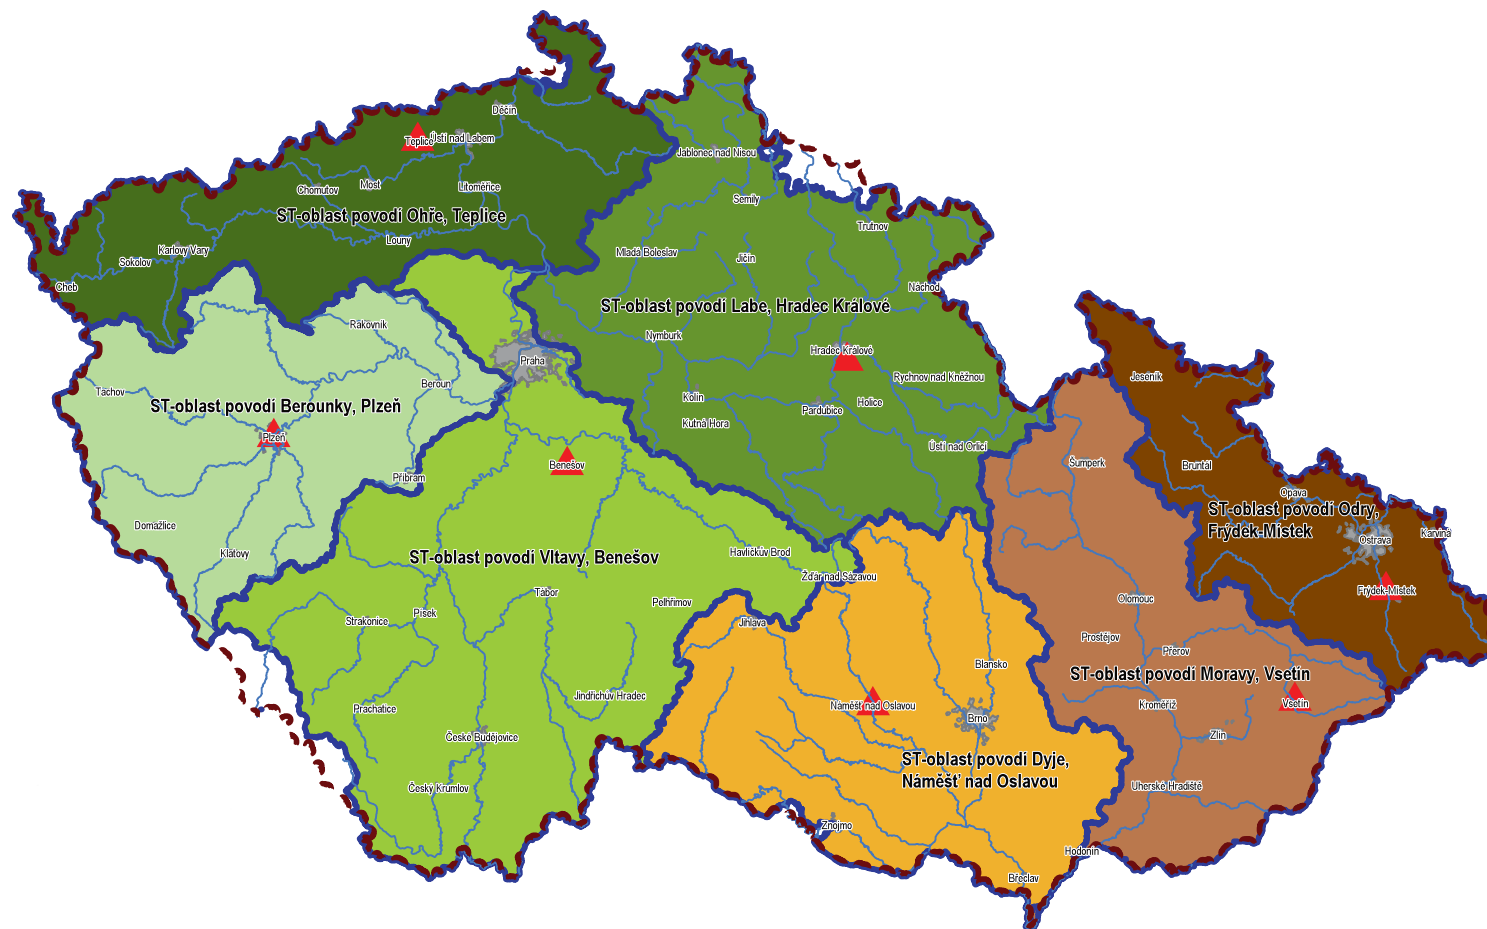 Děčín
Teplice
Ústí nad Labem
Jablonec nad Nisou
Chomutov
Most
Litoměřice
Semily
ST-oblast povodí Ohře, Teplice
Trutnov
Louny
Karlovy Vary
Sokolov
Mladá Boleslav
Jičín
Cheb
Náchod
ST-oblast povodí Labe, Hradec Králové
Rakovník
Nymburk
Hradec Králové
Praha
Beroun
Rychnov nad Kněžnou
Jeseník
Tachov
Kolín
ST-oblast povodí Berounky, Plzeň
Pardubice
Holice
Kutná Hora
Plzeň
Ústí nad Orlicí
Benešov
Šumperk
Bruntál
Příbram
Opava
ST-oblast povodí Odry,
Frýdek-Místek
Domažlice
Karviná
Ostrava
Klatovy
ST-oblast povodí Vltavy, Benešov
Havlíčkův Brod
Žďár nad Sázavou
Frýdek-Místek
Tábor
Pelhřimov
Olomouc
Písek
Strakonice
Jihlava
Prostějov
Přerov
Blansko
ST-oblast povodí Moravy, Vsetín
Jindřichův Hradec
Náměšť nad Oslavou
Kroměříž
Vsetín
Prachatice
Brno
České Budějovice
Zlín
ST-oblast povodí Dyje,
Náměšť nad Oslavou
Český Krumlov
Uherské Hradiště
Znojmo
Hodonín
Břeclav